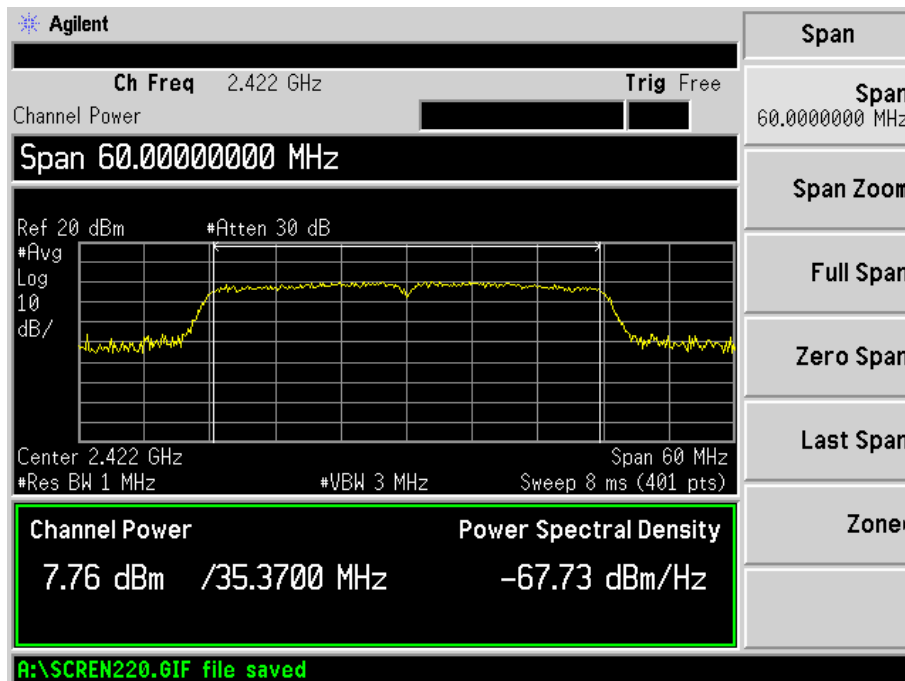 Agilent
Span
Ch Freq 2.422 GHz Trig Free
Channel Power
Span
60.0000000 MHz
Span 60.00000000 MHz
Span Zoom
Ref 20 dBm #Atten 30 dB
#Avg
Log
10
dB/
Full Span
Zero Span
Last Span
Center 2.422 GHz Span 60 MHz
#Res BW 1 MHz #VBW 3 MHz Sweep 8 ms (401 pts)
Channel Power Power Spectral Density
7.76 dBm /35.3700 MHz -67.73 dBm/Hz
Zone
A:\SCREN220.GIF file saved